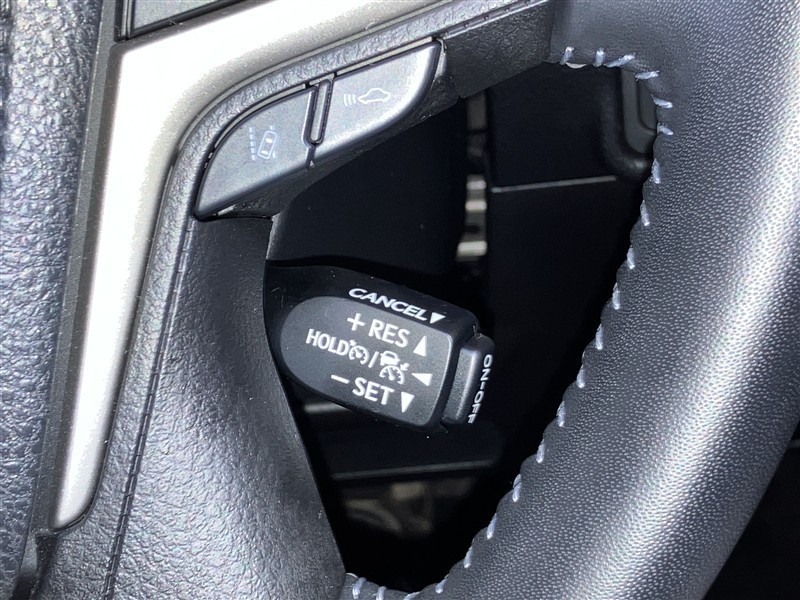 CANCEL▼
+ RES ▲
HOLD /
− SET ▼
ON-OFF